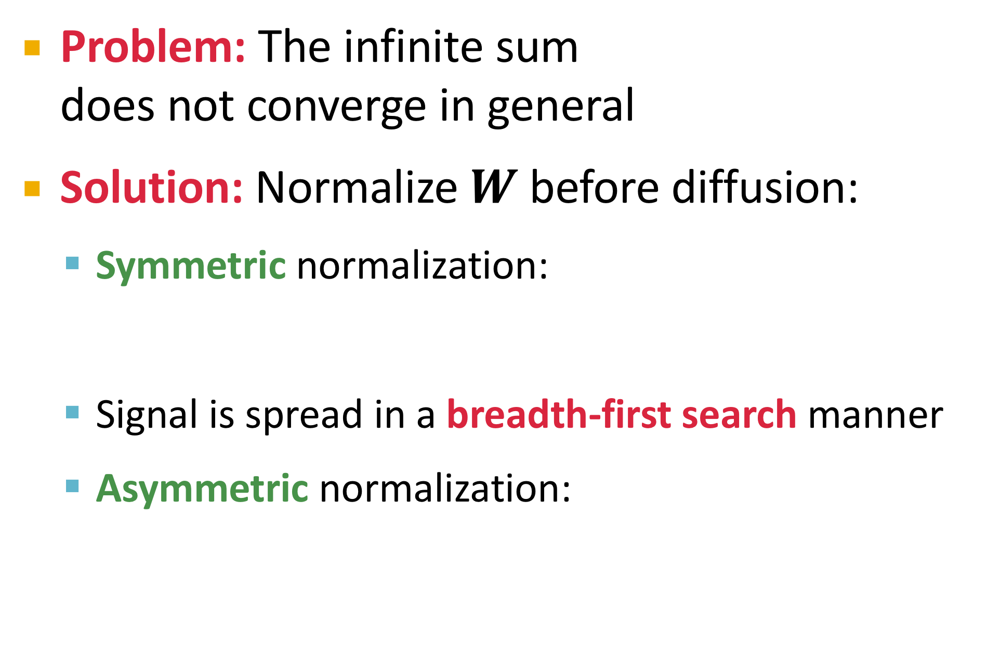 Problem: The infinite sum
does not converge in general
Solution: Normalize W before diffusion:
Symmetric normalization:
Signal is spread in a breadth-first search manner
Asymmetric normalization: